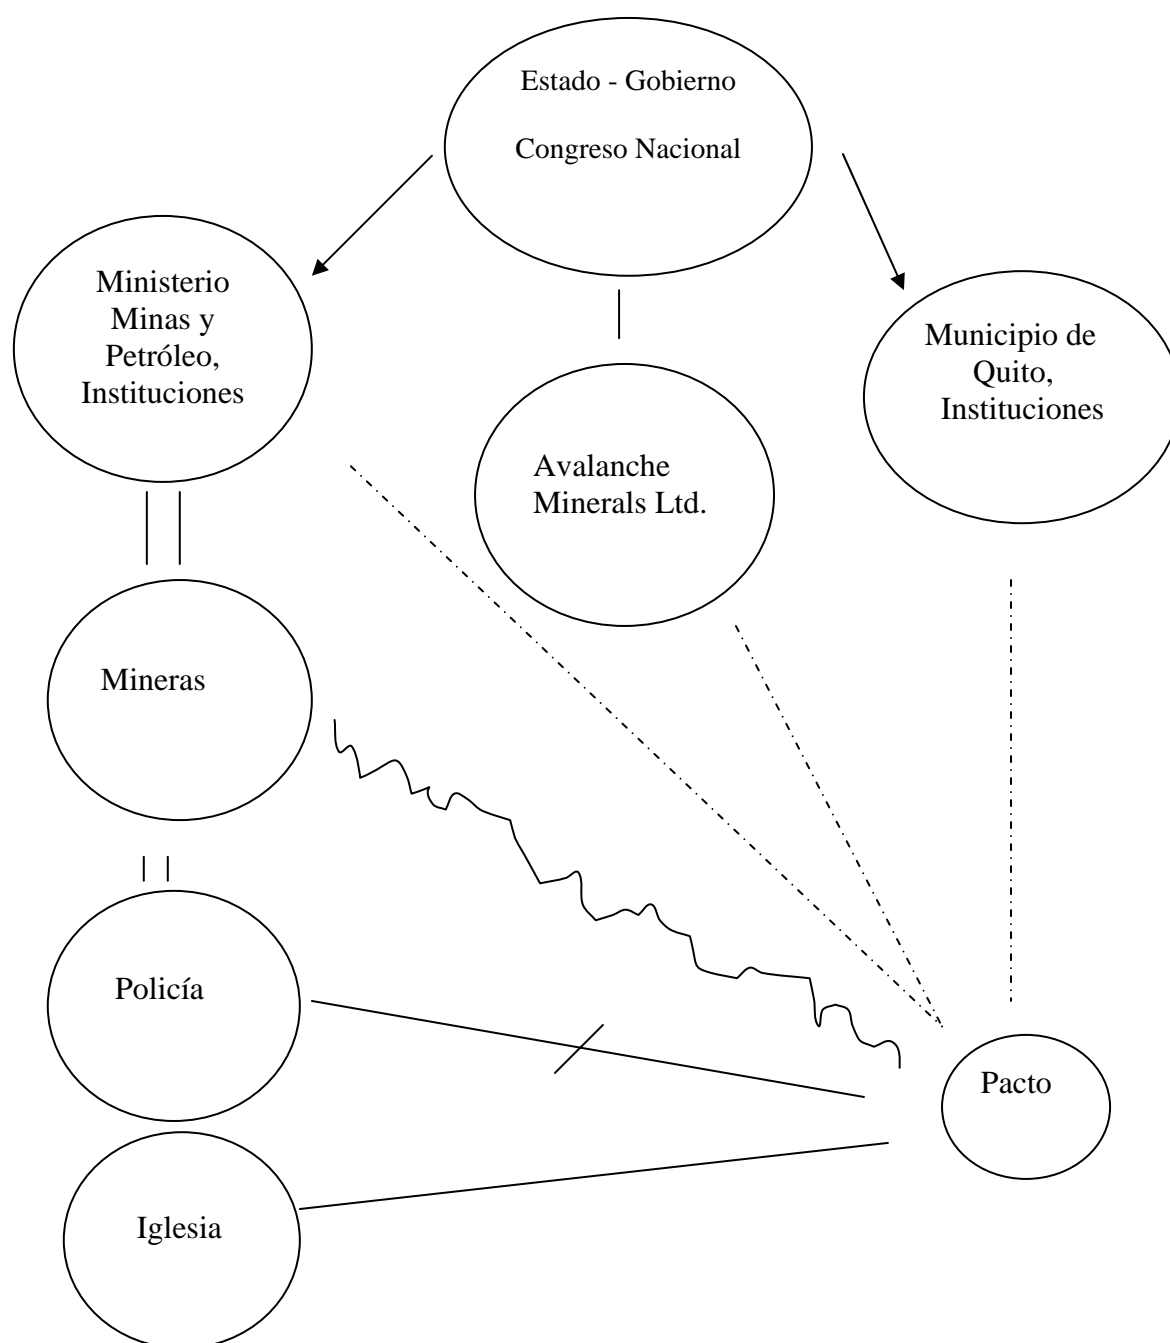 Estado - Gobierno
Congreso Nacional
Ministerio
Minas y
Petróleo,
Instituciones
Municipio de
Quito,
Instituciones
Avalanche
Minerals Ltd.
Mineras
Policía
Pacto
Iglesia